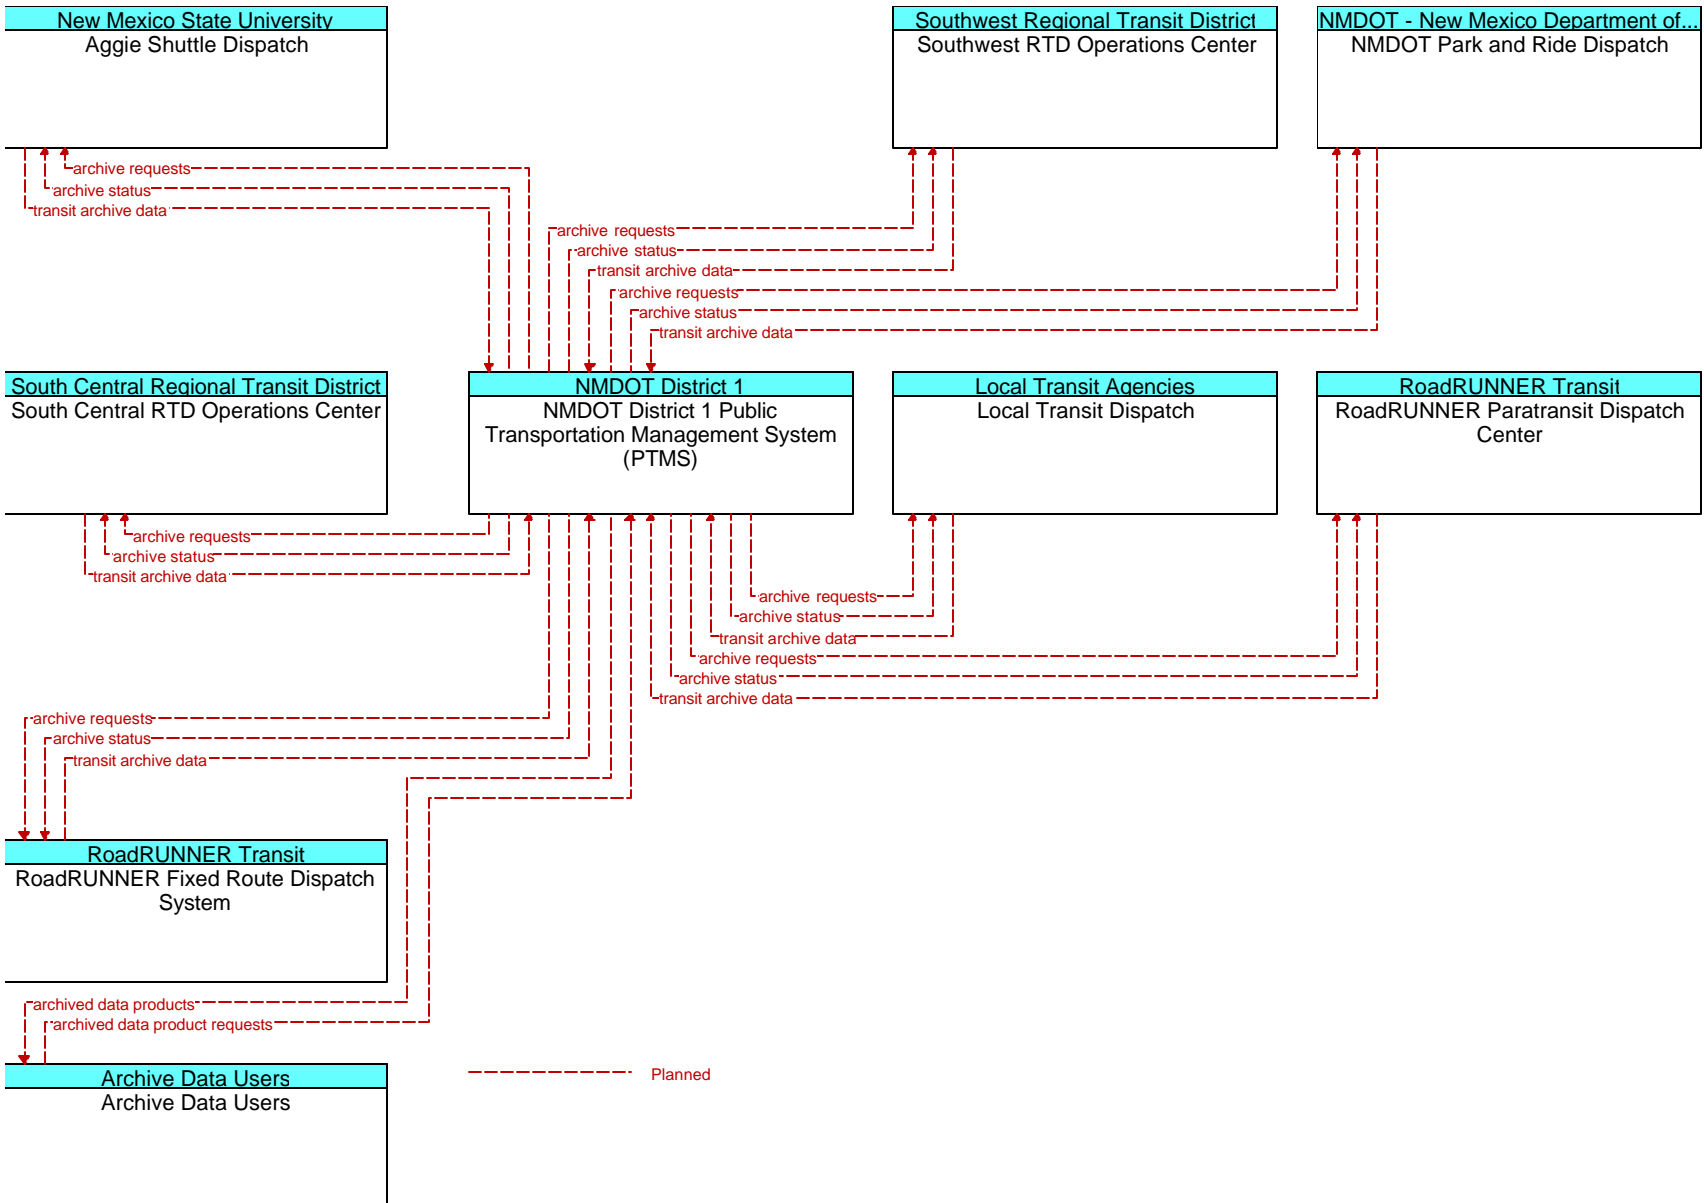 New Mexico State University
Aggie Shuttle Dispatch
Southwest Regional Transit District
Southwest RTD Operations Center
NMDOT - New Mexico Department of...
NMDOT Park and Ride Dispatch
archive requests
archive status
transit archive data
archive requests
archive status
transit archive data
archive requests
archive status
transit archive data
South Central Regional Transit District
South Central RTD Operations Center
NMDOT District 1
NMDOT District 1 Public
Transportation Management System
(PTMS)
Local Transit Agencies
Local Transit Dispatch
RoadRUNNER Transit
RoadRUNNER Paratransit Dispatch
Center
archive requests
archive status
transit archive data
archive requests
archive status
transit archive data
archive requests
archive status
transit archive data
archive requests
archive status
transit archive data
RoadRUNNER Transit
RoadRUNNER Fixed Route Dispatch
System
archived data products
archived data product requests
Archive Data Users
Archive Data Users
Planned